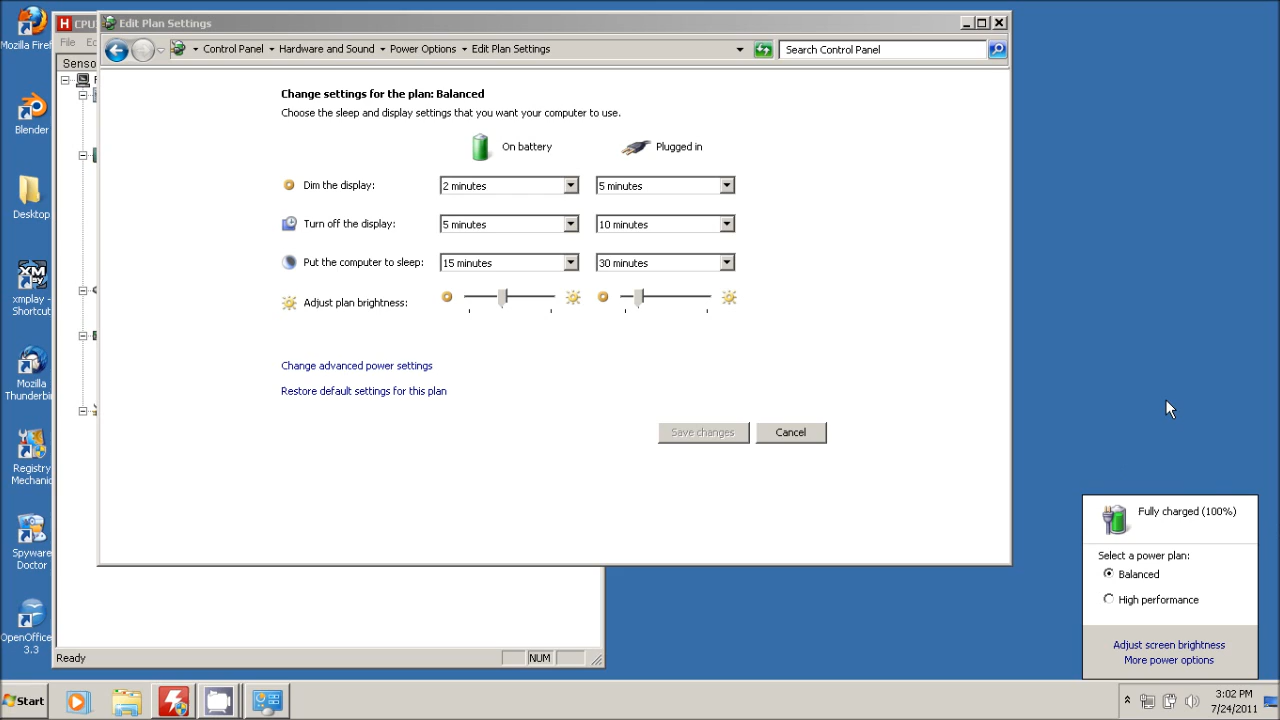 Mozilla Firef
Blender
Desktop
xmplay -
Shortcut
Mozilla
Thunderbir
Registry
Mechanic
Spyware
Doctor
OpenOffice
3.3
CPU
File Ed
Senso
Ready
NUM
Edit Plan Settings
Control Panel Hardware and Sound Power Options Edit Plan Settings
Search Control Panel
Change settings for the plan: Balanced
Choose the sleep and display settings that you want your computer to use.
On battery Plugged in
Dim the display: 2 minutes 5 minutes
Turn off the display: 5 minutes 10 minutes
Put the computer to sleep: 15 minutes 30 minutes
Adjust plan brightness:
Change advanced power settings
Restore default settings for this plan
Save changes Cancel
Fully charged (100%)
Select a power plan:
Balanced
High performance
Adjust screen brightness
More power options
Start
3:02 PM
7/24/2011